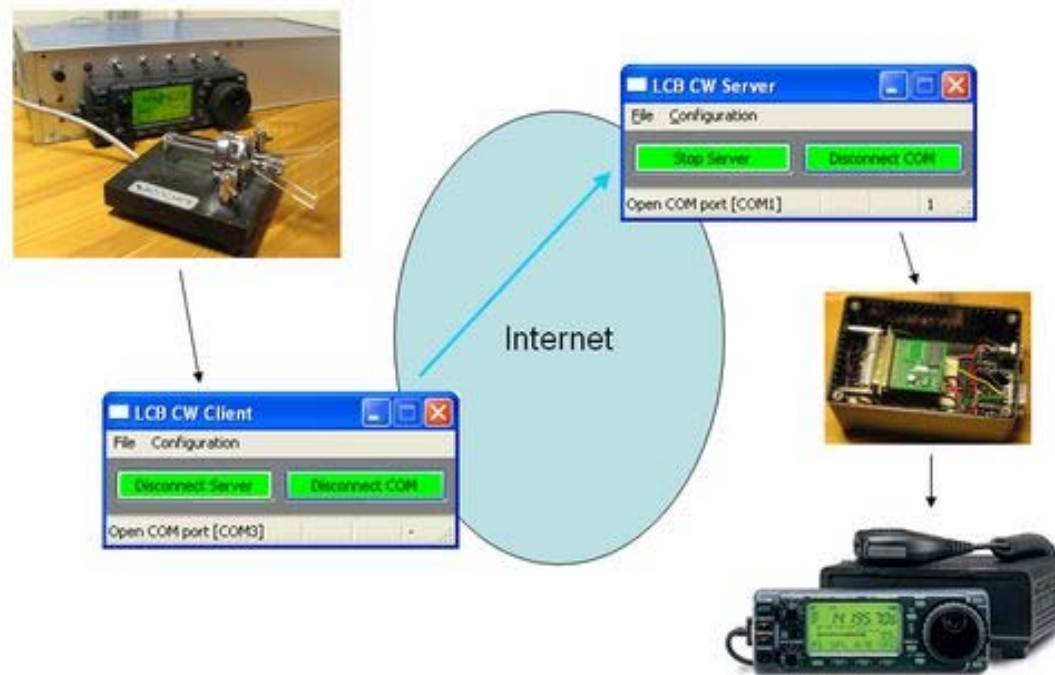 LCB CW Server
File Configuration
Stop Server Disconnect COM
Open COM port [COM1] 1
Internet
LCB CW Client
File Configuration
Disconnect Server Disconnect COM
Open COM port [COM3] -